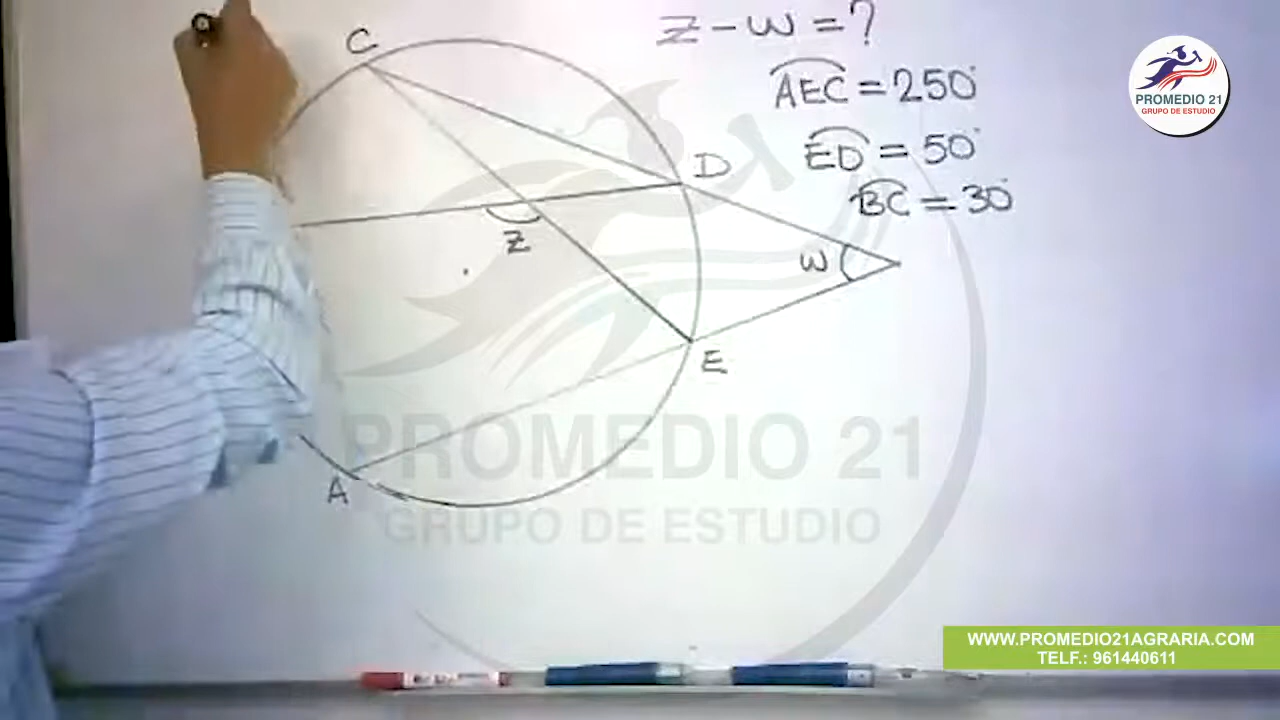 Z - W = ?
AEC = 250°
ED = 50°
BC = 30°
C
D
Z
W
E
A
PROMEDIO 21
GRUPO DE ESTUDIO
PROMEDIO 21
GRUPO DE ESTUDIO
WWW.PROMEDIO21AGRARIA.COM
TELF.: 961440611